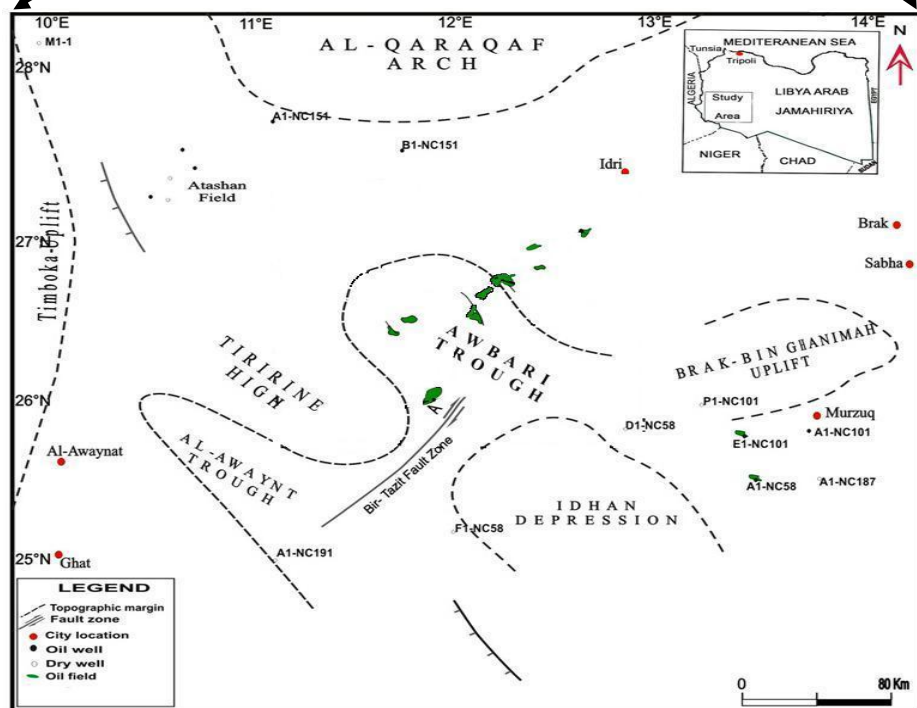 10°E 11°E 12°E 13°E 14°E N
M1-1
28°N
AL-QARAQAF
ARCH
MEDITERANEAN SEA
Tunsia
Tripoli
ALGERIA
LIBYA ARAB
JAMAHIRIYA
EGYPT
Study
Area
NIGER
CHAD
SUDAN
A1-NC151
B1-NC151
Idri
Atashan
Field
Brak
27°N
Sabha
Timboka-Uplift
AWBARI
TROUGH
TIRIRINE
HIGH
BRAK-BIN GHANIMAH
UPLIFT
26°N
A
P1-NC101
Murzuq
D1-NC58
A1-NC101
E1-NC101
Al-Awaynat
AL-AWAYNT
TROUGH
Bir- Tazit Fault Zone
A1-NC58
A1-NC187
IDHAN
DEPRESSION
F1-NC58
25°N
A1-NC191
Ghat
LEGEND
Topographic margin
Fault zone
City location
Oil well
Dry well
Oil field
0 80 Km